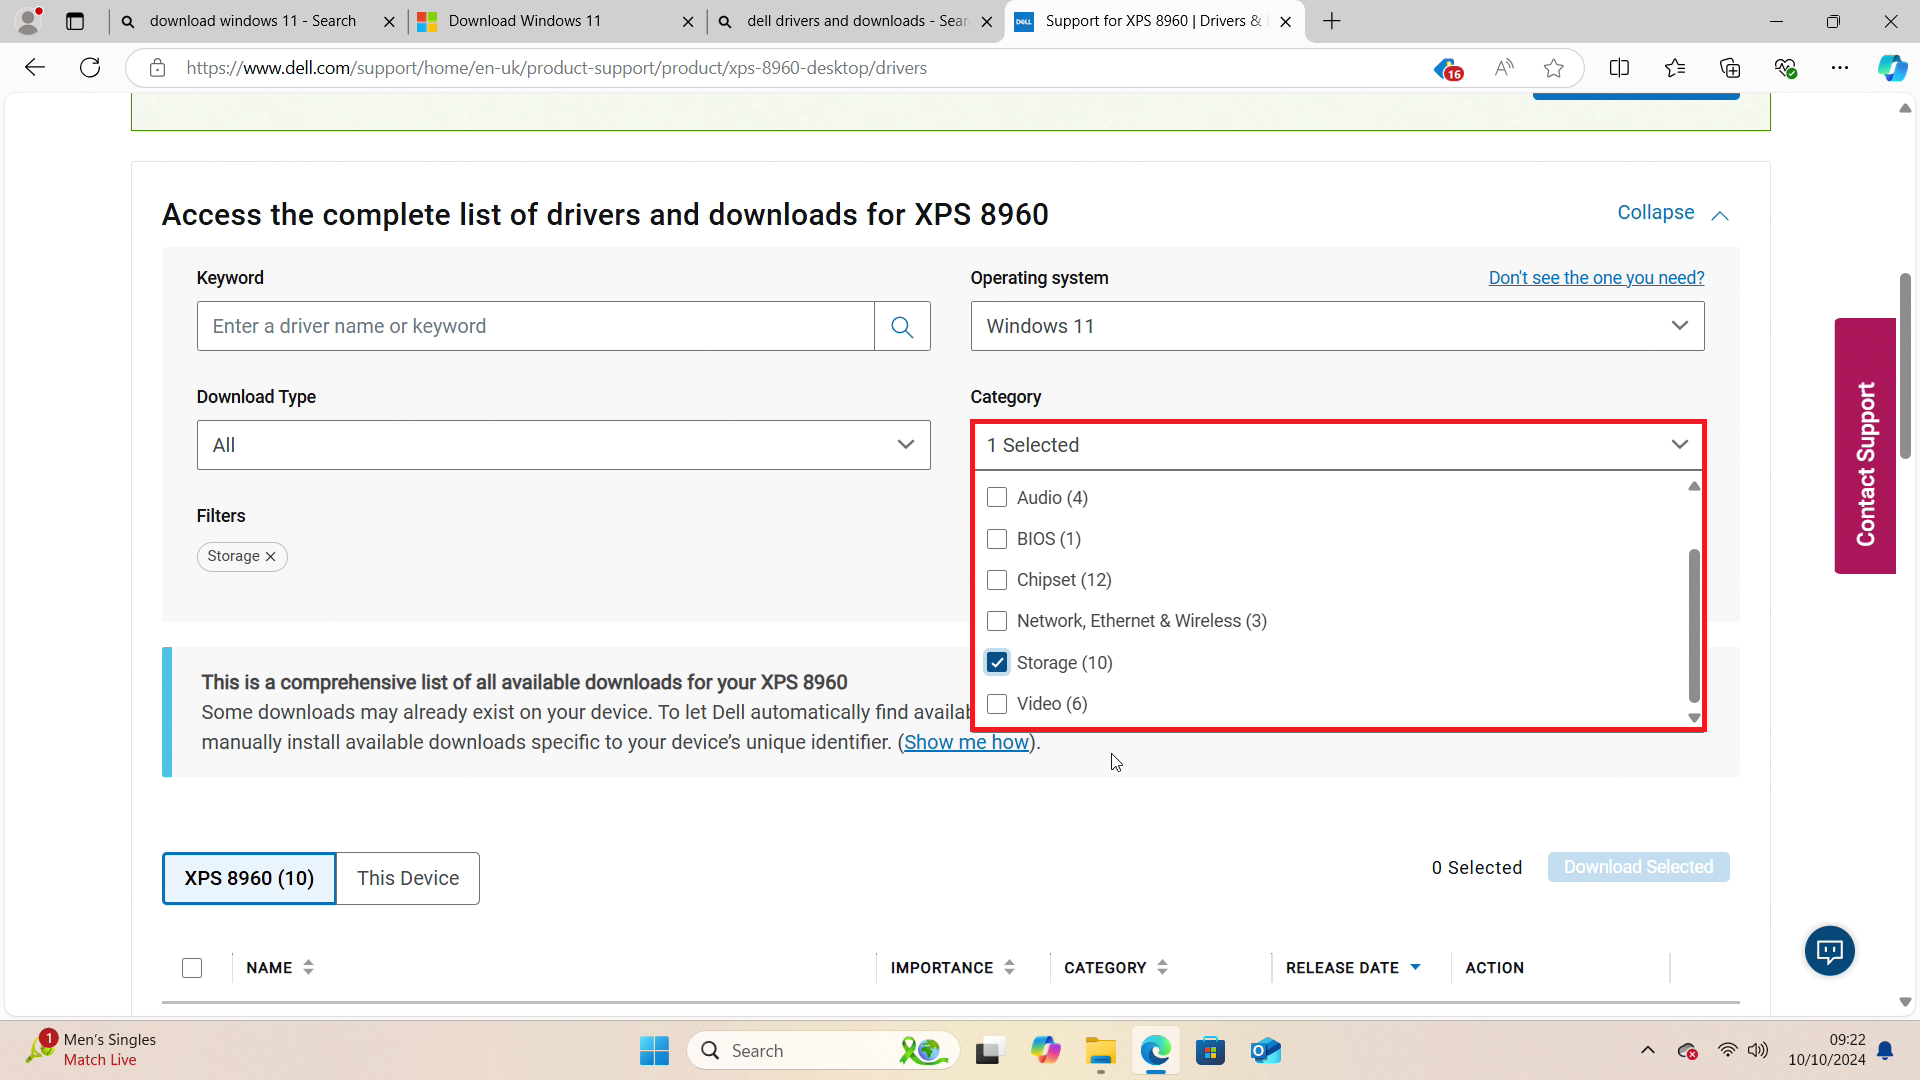 download windows 11 - Search
Download Windows 11
dell drivers and downloads - Sear
DELL
Support for XPS 8960 | Drivers &
https://www.dell.com/support/home/en-uk/product-support/product/xps-8960-desktop/drivers
16
Access the complete list of drivers and downloads for XPS 8960
Collapse
Keyword
Operating system
Don't see the one you need?
Enter a driver name or keyword
Windows 11
Download Type
Category
All
1 Selected
Audio (4)
Filters
BIOS (1)
Storage
Chipset (12)
Network, Ethernet & Wireless (3)
Storage (10)
Video (6)
Contact Support
This is a comprehensive list of all available downloads for your XPS 8960
Some downloads may already exist on your device. To let Dell automatically find availab
manually install available downloads specific to your device’s unique identifier. (Show me how).
XPS 8960 (10)
This Device
0 Selected
Download Selected
NAME
IMPORTANCE
CATEGORY
RELEASE DATE
ACTION
1
Men's Singles
Match Live
Search
09:22
10/10/2024